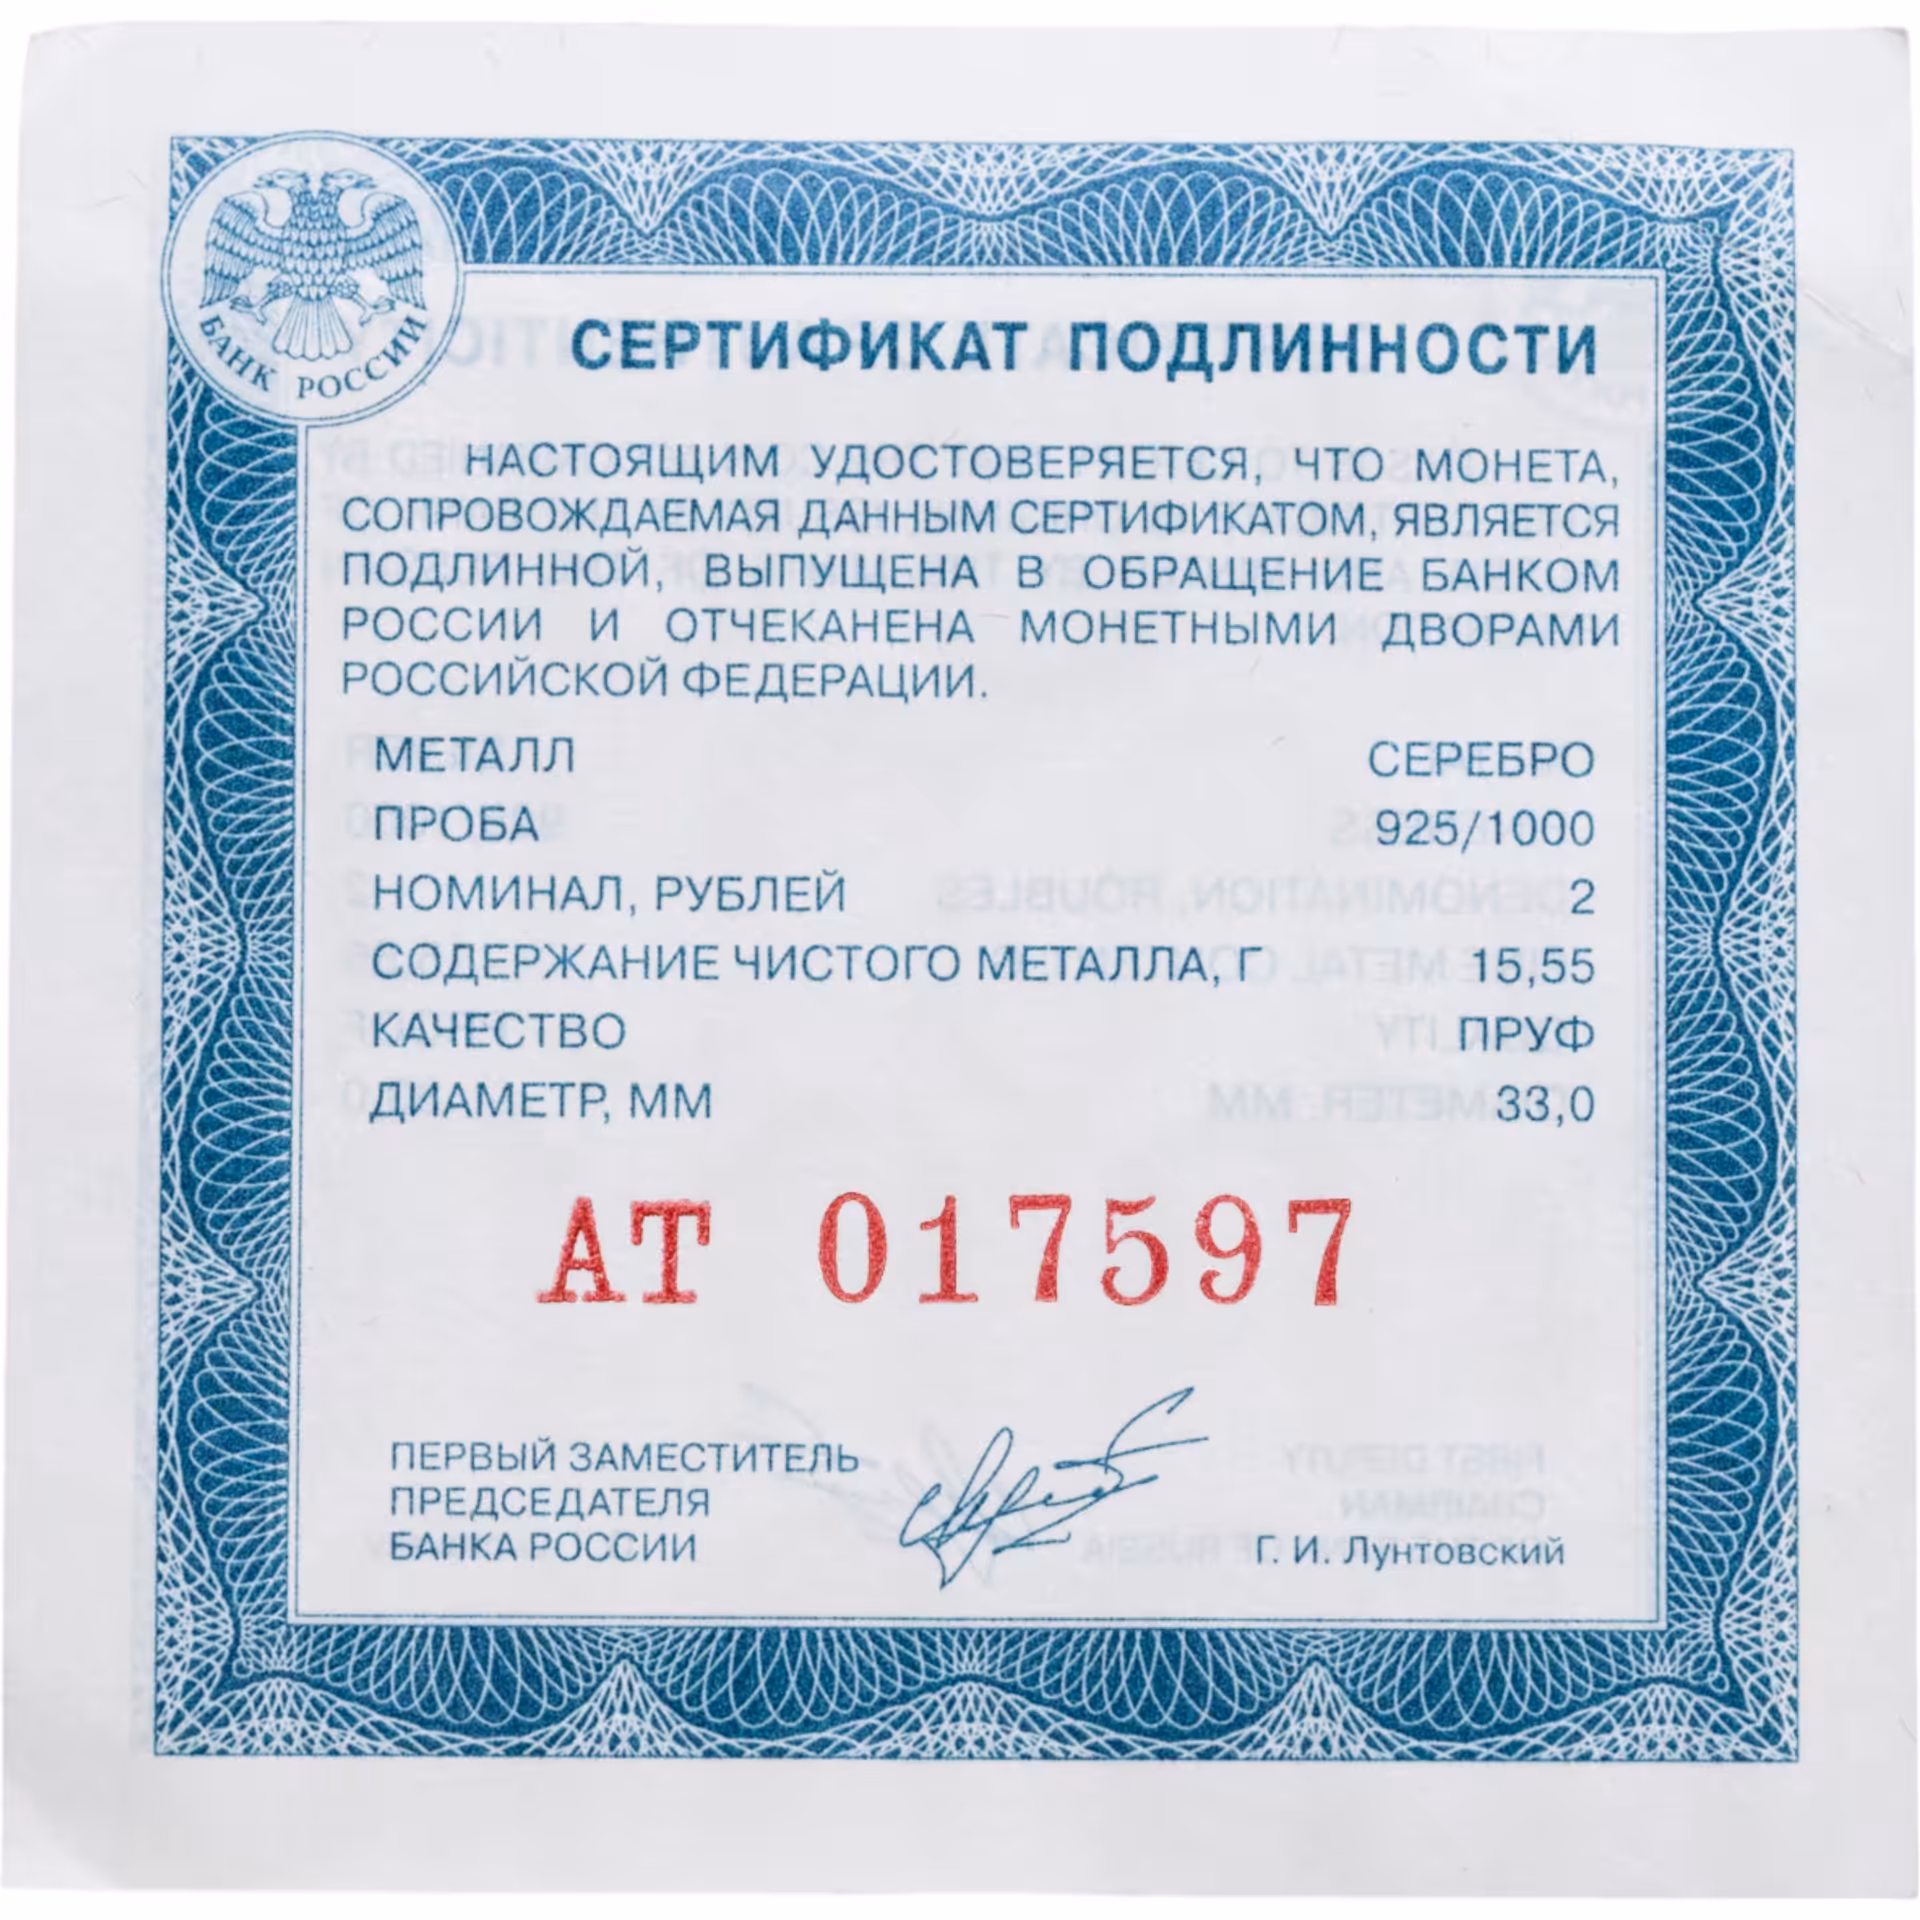 БАНК РОССИИ
СЕРТИФИКАТ ПОДЛИННОСТИ
НАСТОЯЩИМ УДОСТОВЕРЯЕТСЯ, ЧТО МОНЕТА,
СОПРОВОЖДАЕМАЯ ДАННЫМ СЕРТИФИКАТОМ, ЯВЛЯЕТСЯ
ПОДЛИННОЙ, ВЫПУЩЕНА В ОБРАЩЕНИЕ БАНКОМ
РОССИИ И ОТЧЕКАНЕНА МОНЕТНЫМИ ДВОРАМИ
РОССИЙСКОЙ ФЕДЕРАЦИИ.
МЕТАЛЛ СЕРЕБРО
ПРОБА 925/1000
НОМИНАЛ, РУБЛЕЙ 2
СОДЕРЖАНИЕ ЧИСТОГО МЕТАЛЛА, Г 15,55
КАЧЕСТВО ПРУФ
ДИАМЕТР, ММ 33,0
АТ 017597
ПЕРВЫЙ ЗАМЕСТИТЕЛЬ
ПРЕДСЕДАТЕЛЯ
БАНКА РОССИИ Г. И. Лунтовский